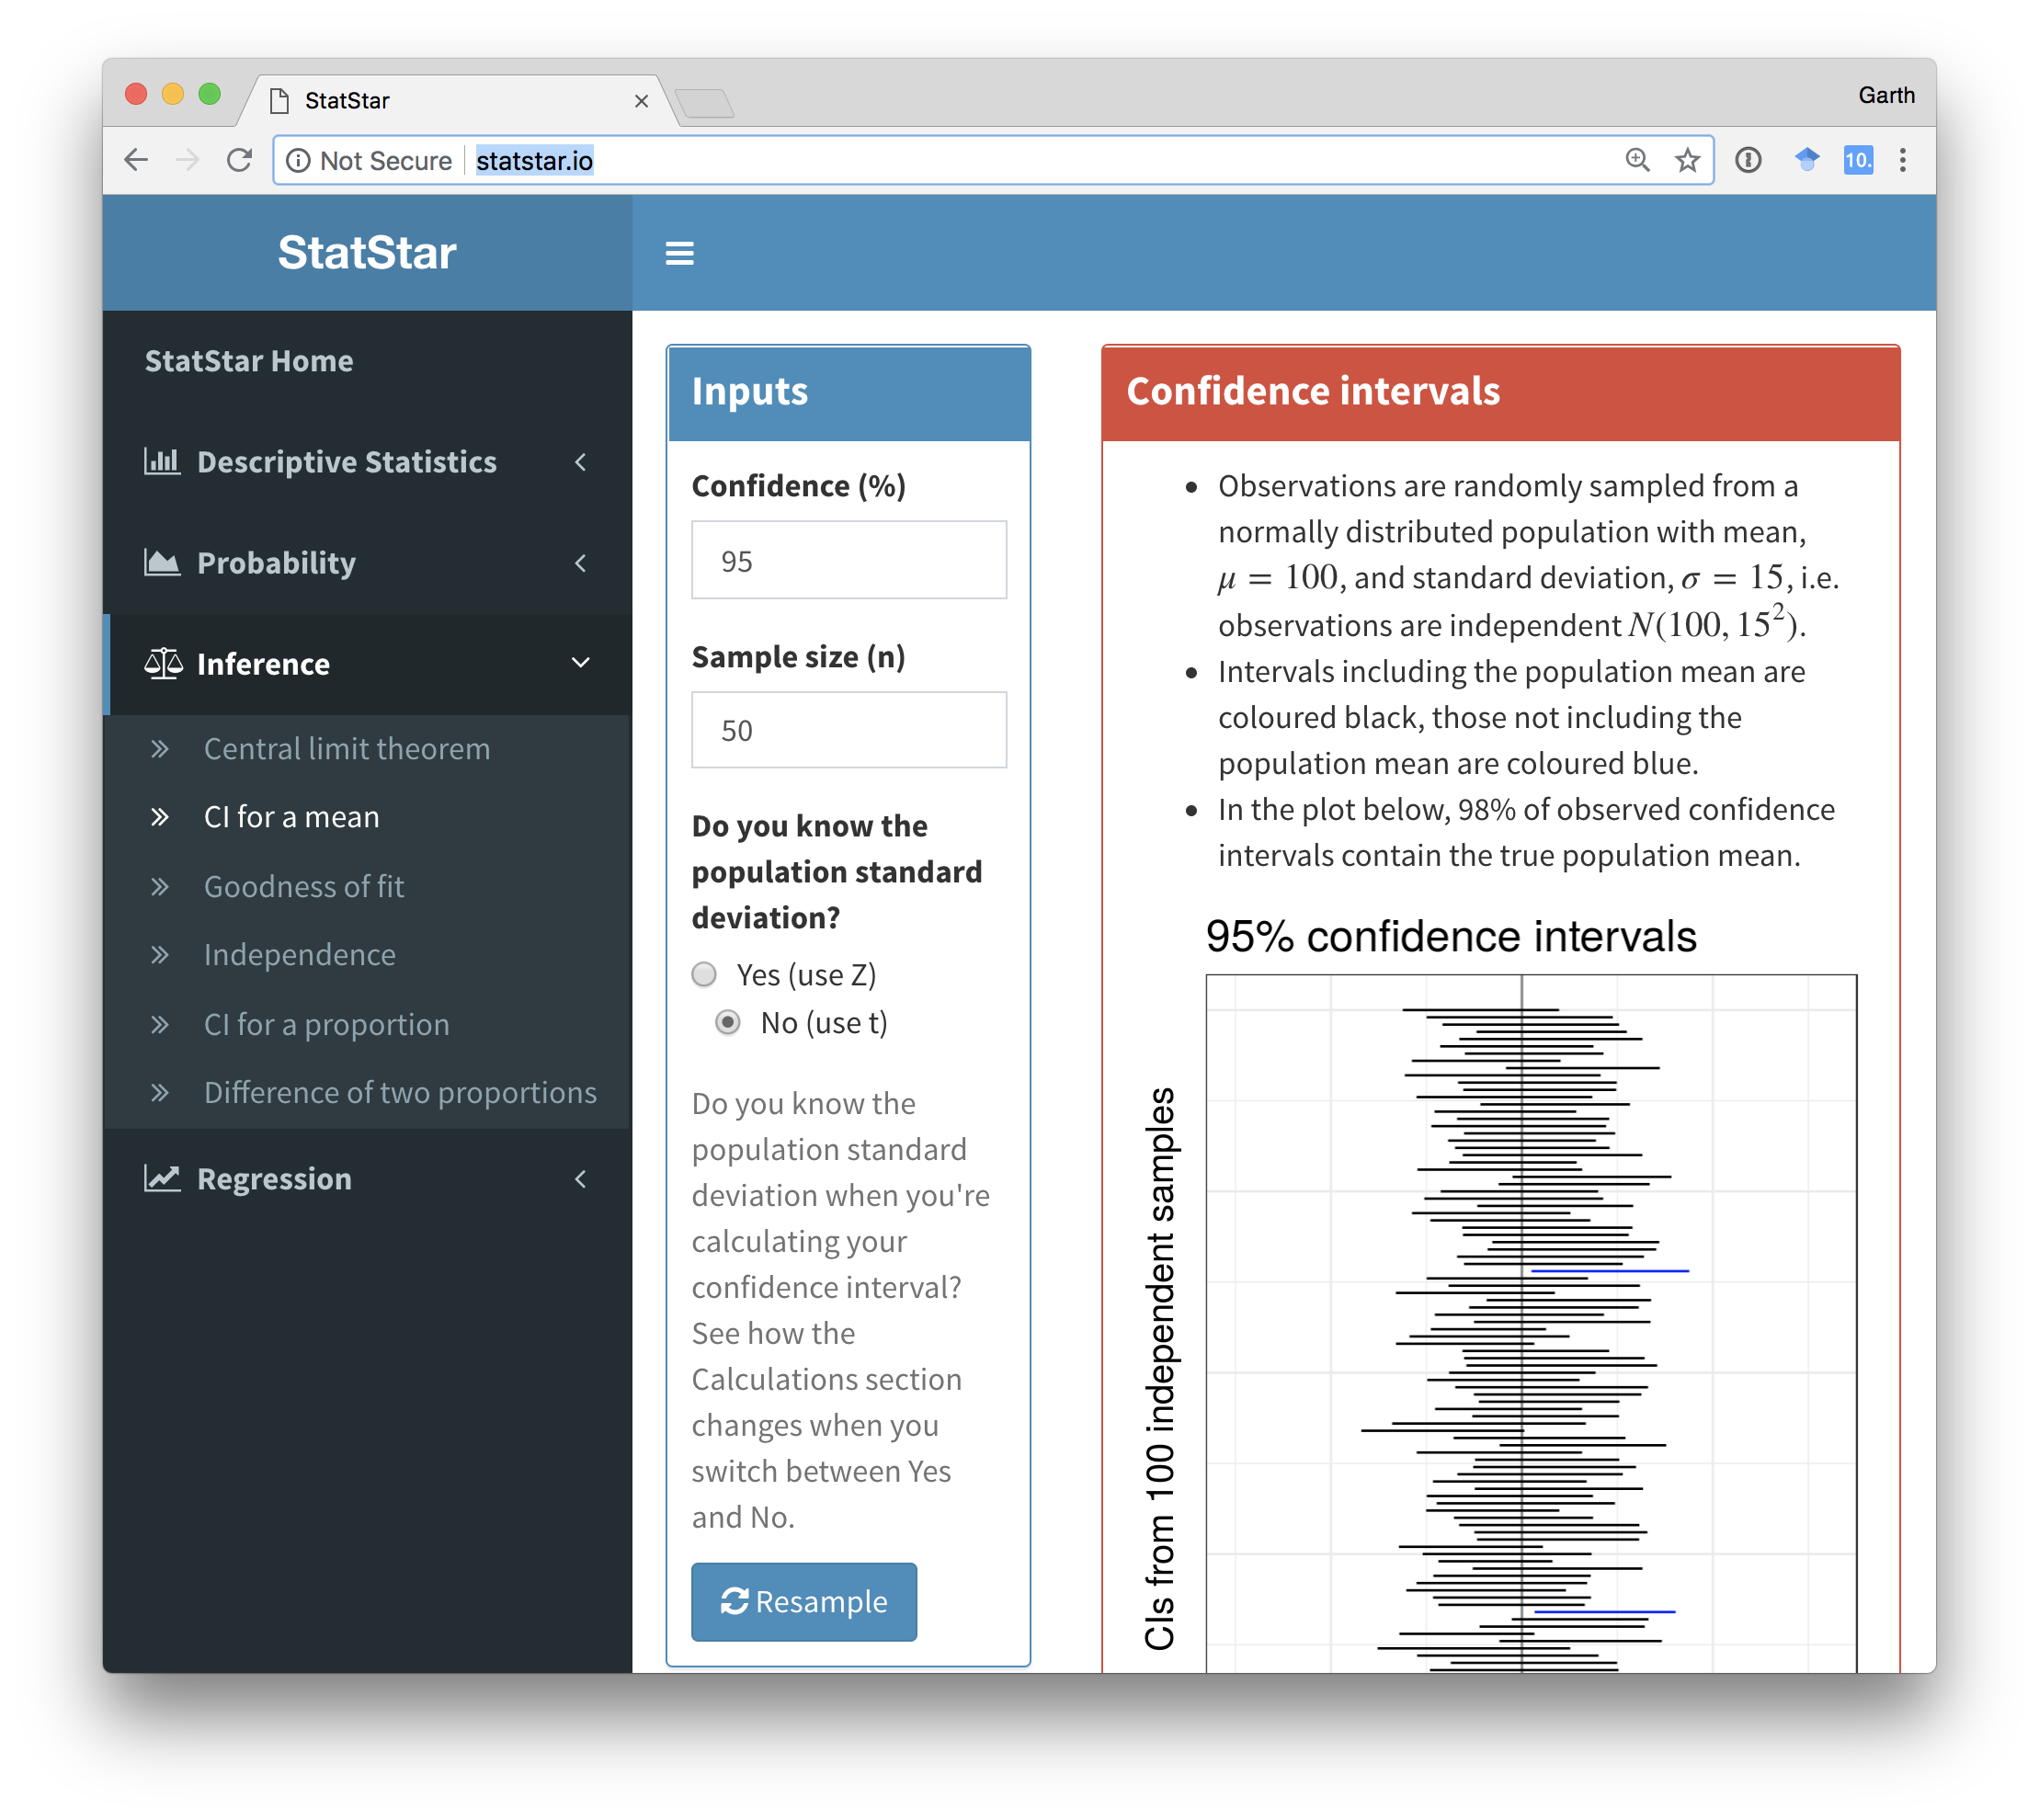 StatStar
Garth
Not Secure
statstar.io
10.
StatStar
StatStar Home
Descriptive Statistics
Probability
Inference
Central limit theorem
CI for a mean
Goodness of fit
Independence
CI for a proportion
Difference of two proportions
Regression
Inputs
Confidence (%)
95
Sample size (n)
50
Do you know the
population standard
deviation?
Yes (use Z)
No (use t)
Do you know the
population standard
deviation when you're
calculating your
confidence interval?
See how the
Calculations section
changes when you
switch between Yes
and No.
Resample
Confidence intervals
• Observations are randomly sampled from a
normally distributed population with mean,
μ = 100, and standard deviation, σ = 15, i.e.
observations are independent N(100, 15²).
• Intervals including the population mean are
coloured black, those not including the
population mean are coloured blue.
• In the plot below, 98% of observed confidence
intervals contain the true population mean.
95% confidence intervals
CIs from 100 independent samples